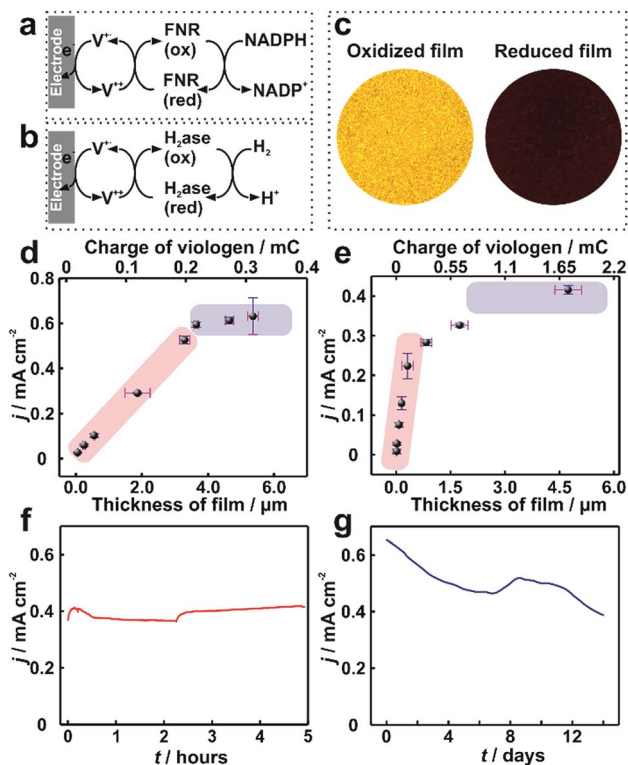 a
Electrode
e-
V+·
V++
FNR
(ox)
FNR
(red)
NADPH
NADP+
b
Electrode
e-
V+·
V++
H2ase
(ox)
H2ase
(red)
H2
H+
c
Oxidized film Reduced film
d
Charge of viologen / mC
0 0.1 0.2 0.3 0.4
j / mA cm-2
0.8
0.6
0.4
0.2
0
0.0 2.0 4.0 6.0
Thickness of film / μm
e
Charge of viologen / mC
0 0.55 1.1 1.65 2.2
j / mA cm-2
0.4
0.3
0.2
0.1
0
0.0 1.5 3.0 4.5 6.0
Thickness of film / μm
f
j / mA cm-2
0.6
0.4
0.2
0
0 1 2 3 4 5
t / hours
g
j / mA cm-2
0.6
0.4
0.2
0
0 4 8 12
t / days